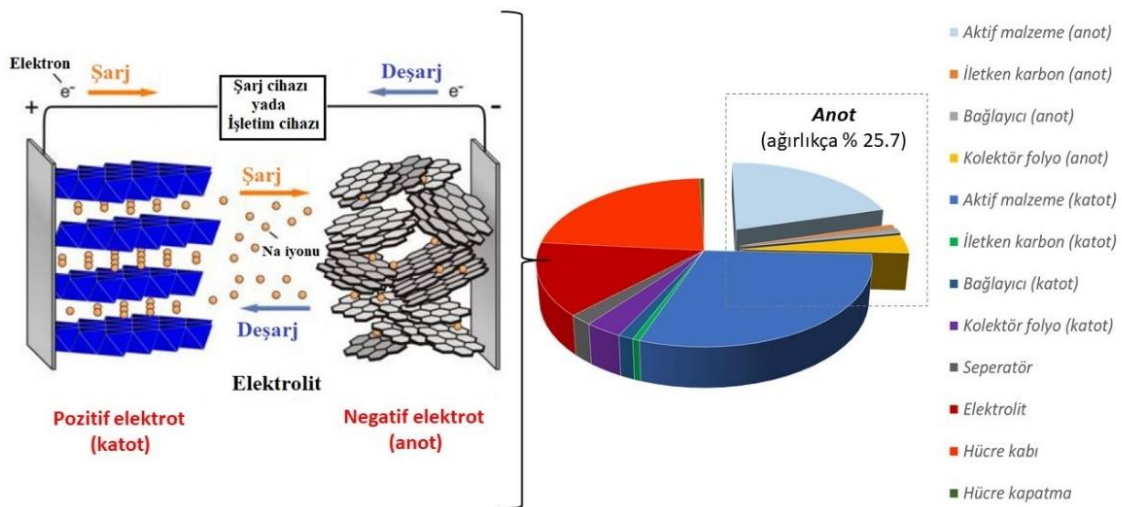 Elektron
e-
Şarj
Deşarj
e-
+
Şarj cihazı
yada
İşletim cihazı
-
Şarj
Na iyonu
Deşarj
Elektrolit
Pozitif elektrot
(katot)
Negatif elektrot
(anot)
Anot
(ağırlıkça % 25.7)
Aktif malzeme (anot)
İletken karbon (anot)
Bağlayıcı (anot)
Kolektör folyo (anot)
Aktif malzeme (katot)
İletken karbon (katot)
Bağlayıcı (katot)
Kolektör folyo (katot)
Seperatör
Elektrolit
Hücre kabı
Hücre kapatma